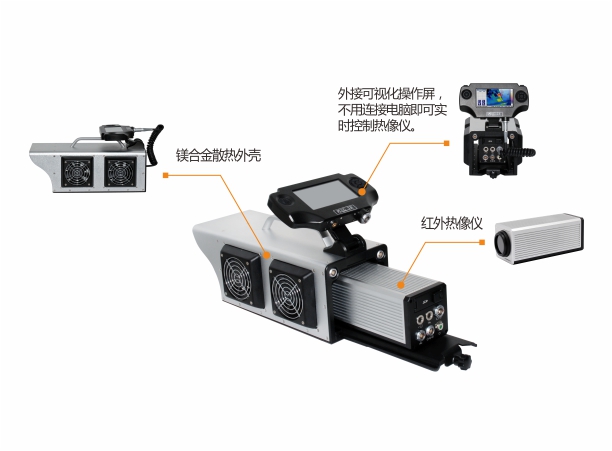 外接可视化操作屏，
不用连接电脑即可实
时控制热像仪。
镁合金散热外壳
红外热像仪